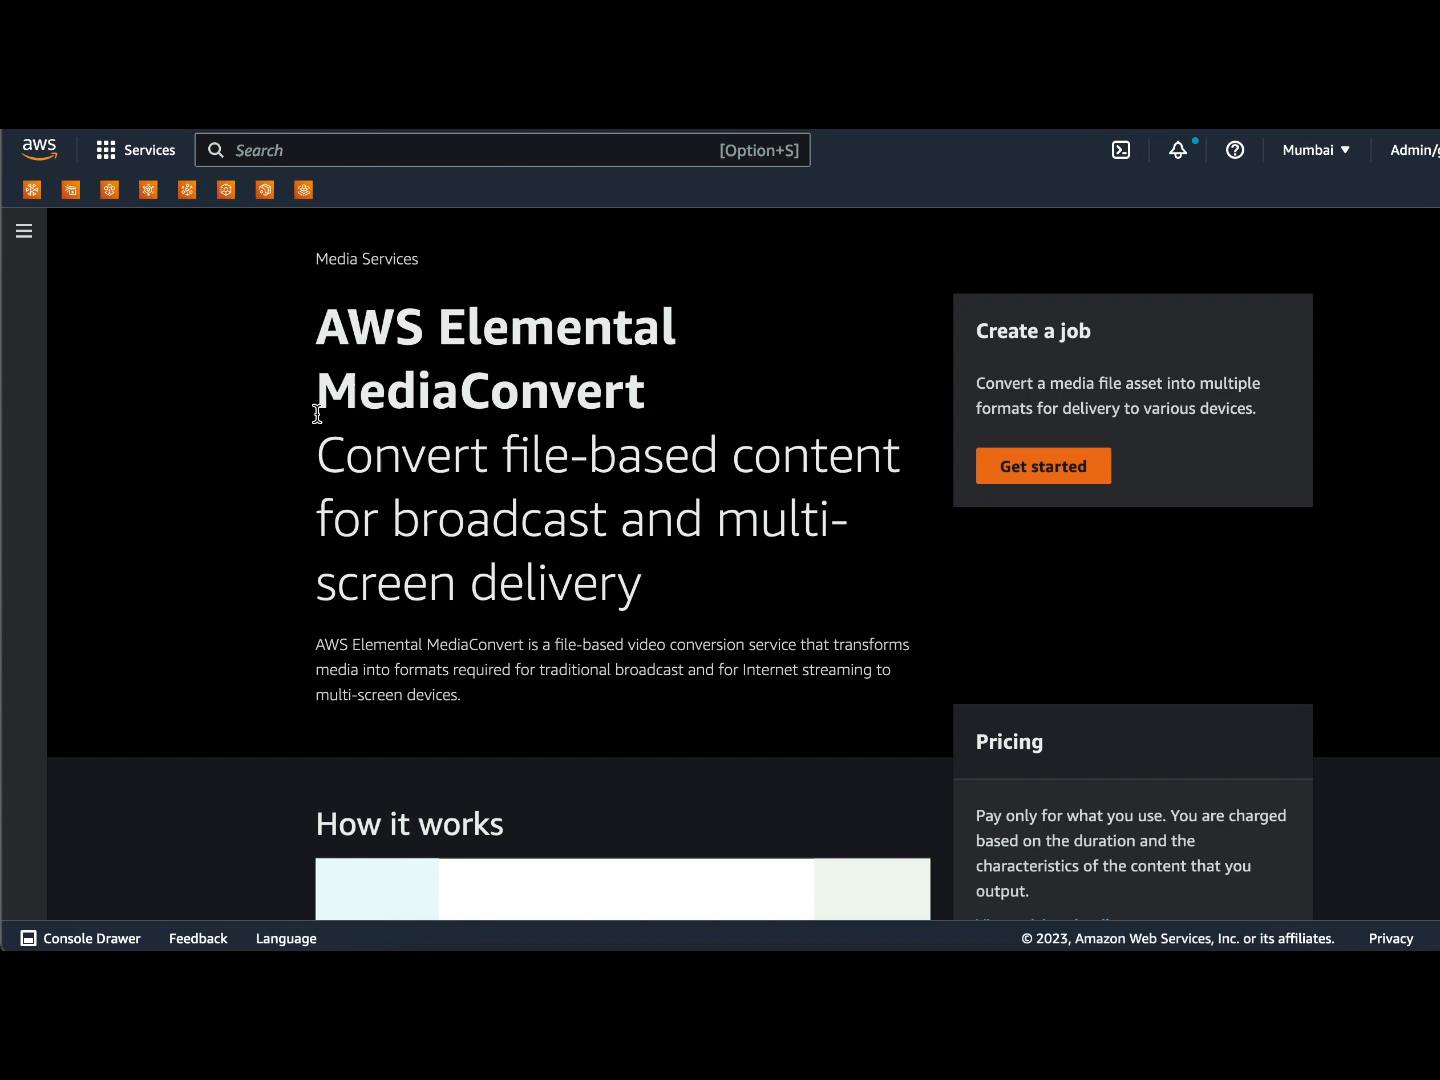 aws
Services
Search
[Option+S]
Mumbai ▼
Admin/
Media Services
AWS Elemental
MediaConvert
Convert file-based content
for broadcast and multi-
screen delivery
AWS Elemental MediaConvert is a file-based video conversion service that transforms
media into formats required for traditional broadcast and for Internet streaming to
multi-screen devices.
Create a job
Convert a media file asset into multiple
formats for delivery to various devices.
Get started
Pricing
Pay only for what you use. You are charged
based on the duration and the
characteristics of the content that you
output.
How it works
Console Drawer
Feedback
Language
© 2023, Amazon Web Services, Inc. or its affiliates.
Privacy